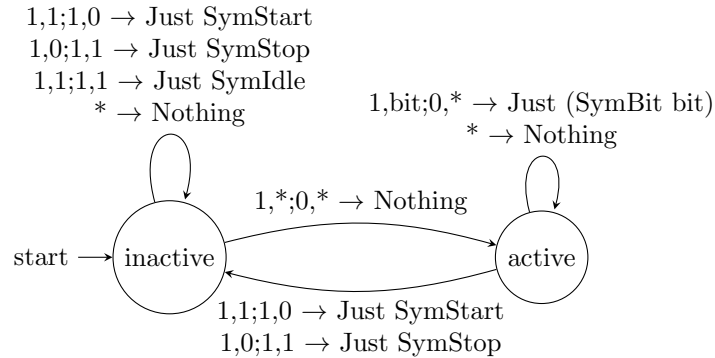 1,1;1,0 → Just SymStart
1,0;1,1 → Just SymStop
1,1;1,1 → Just SymIdle
* → Nothing
1,bit;0,* → Just (SymBit bit)
* → Nothing
1,*;0,* → Nothing
start
inactive
active
1,1;1,0 → Just SymStart
1,0;1,1 → Just SymStop